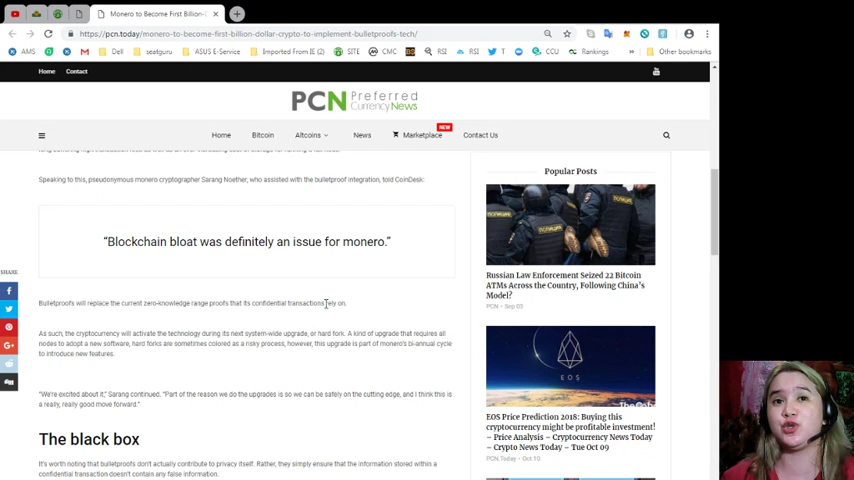 Monero to Become First Billion-D
https://pcn.today/monero-to-become-first-billion-dollar-crypto-to-implement-bulletproofs-tech/
AMS
Dell
seatguru
ASUS E-Service
Imported From IE (2)
SITE
CMC
RSI
RSI
T
CCU
Rankings
Other bookmarks
Home
Contact
PCN Preferred
Currency News
Home
Bitcoin
Altcoins
News
Marketplace
NEW
Contact Us
Speaking to this, pseudonymous monero cryptographer Sarang Noether, who assisted with the bulletproof integration, told CoinDesk:
“Blockchain bloat was definitely an issue for monero.”
SHARE
Bulletproofs will replace the current zero-knowledge range proofs that its confidential transactions rely on.
As such, the cryptocurrency will activate the technology during its next system-wide upgrade, or hard fork. A kind of upgrade that requires all
nodes to adopt a new software, hard forks are sometimes colored as a risky process, however, this upgrade is part of monero's bi-annual cycle
to introduce new features.
“We're excited about it,” Sarang continued. “Part of the reason we do the upgrades is so we can be safely on the cutting edge, and I think this is
a really, really good move forward.”
The black box
It's worth noting that bulletproofs don't actually contribute to privacy itself. Rather, they simply ensure that the information stored within a
confidential transaction doesn't contain any false information.
Popular Posts
Russian Law Enforcement Seized 22 Bitcoin
ATMs Across the Country, Following China's
Model?
PCN - Sep 03
EOS
EOS Price Prediction 2018: Buying this
cryptocurrency might be profitable investment!
– Price Analysis – Cryptocurrency News Today
– Crypto News Today – Tue Oct 09
PCN.Today - Oct 10